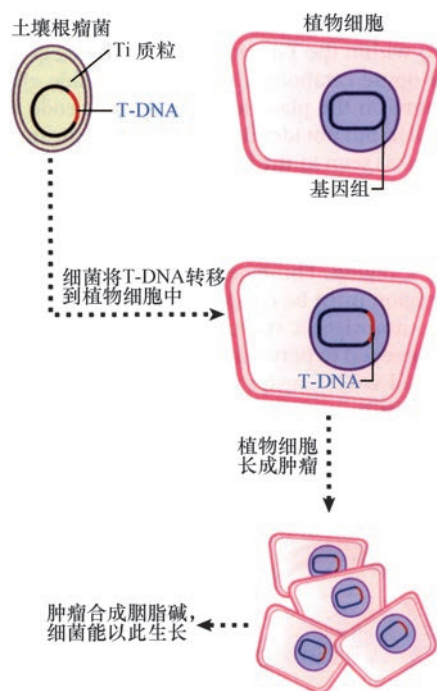 土壤根瘤菌
Ti 质粒
T-DNA
植物细胞
基因组
细菌将T-DNA转移
到植物细胞中
T-DNA
植物细胞
长成肿瘤
肿瘤合成胭脂碱,
细菌能以此生长